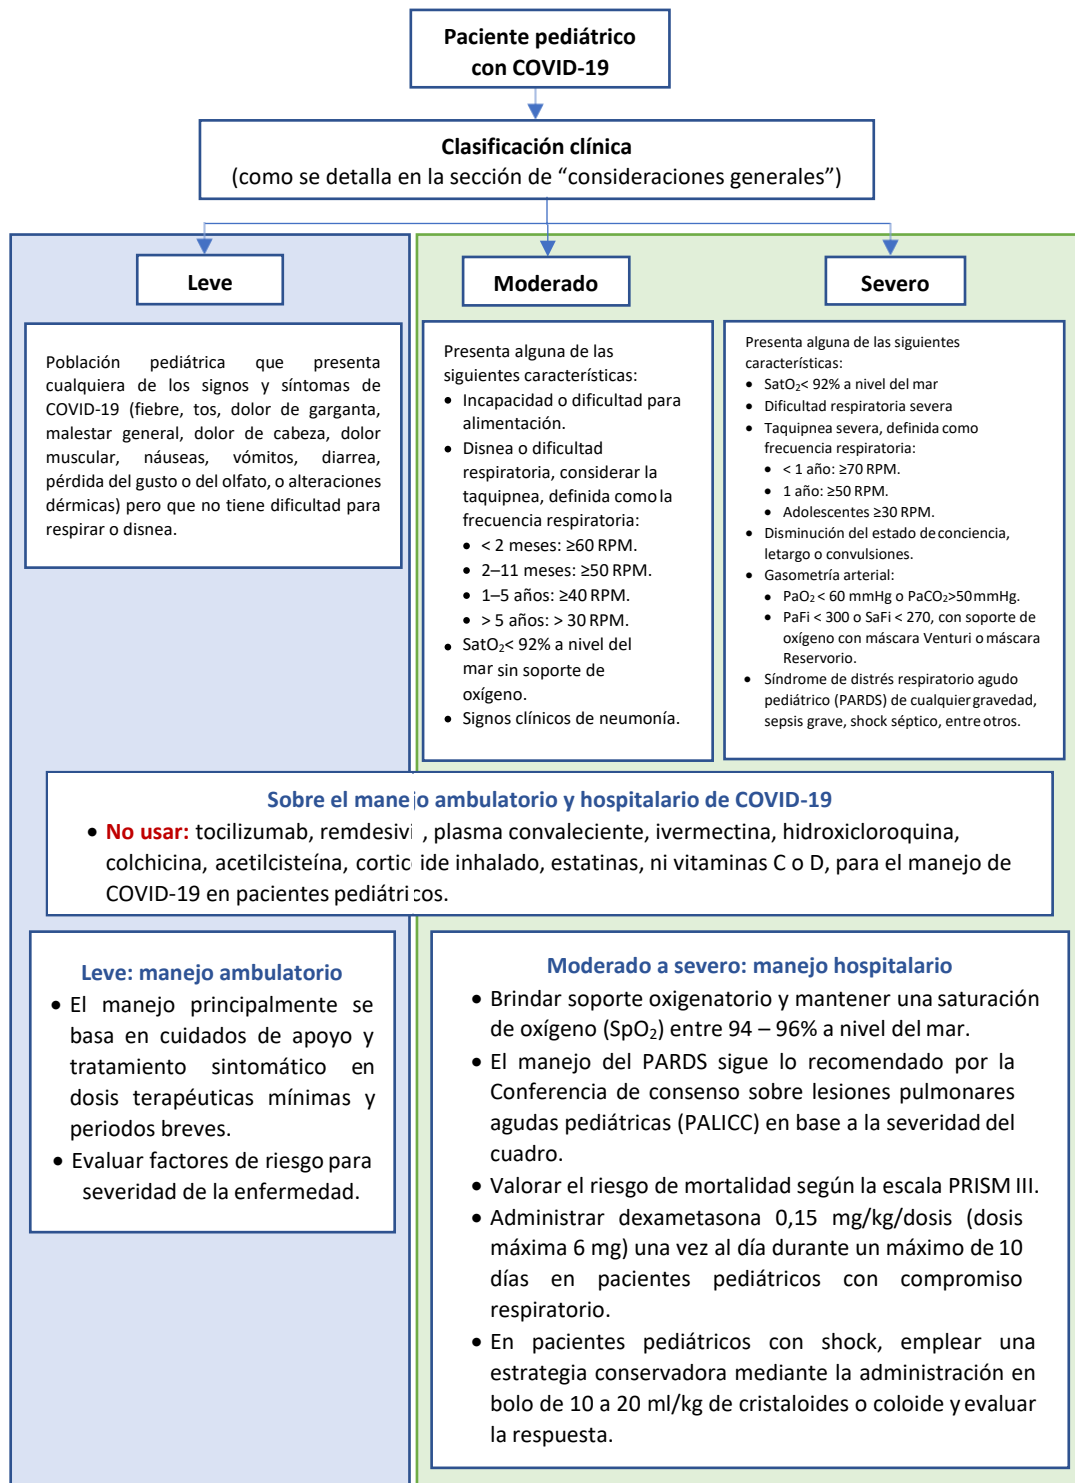 Paciente pediátrico
con COVID-19
Clasificación clínica
(como se detalla en la sección de “consideraciones generales”)
Leve
Población pediátrica que presenta
cualquiera de los signos y síntomas de
COVID-19 (fiebre, tos, dolor de garganta,
malestar general, dolor de cabeza, dolor
muscular, náuseas, vómitos, diarrea,
pérdida del gusto o del olfato, o alteraciones
dérmicas) pero que no tiene dificultad para
respirar o disnea.
Moderado
Presenta alguna de las
siguientes características:
• Incapacidad o dificultad para
alimentación.
• Disnea o dificultad
respiratoria, considerar la
taquipnea, definida como la
frecuencia respiratoria:
• < 2 meses: ≥60 RPM.
• 2–11 meses: ≥50 RPM.
• 1–5 años: ≥40 RPM.
• > 5 años: > 30 RPM.
• SatO₂< 92% a nivel del
mar sin soporte de
oxígeno.
• Signos clínicos de neumonía.
Severo
Presenta alguna de las siguientes
características:
• SatO₂< 92% a nivel del mar
• Dificultad respiratoria severa
• Taquipnea severa, definida como
frecuencia respiratoria:
• < 1 año: ≥70 RPM.
• 1 año: ≥50 RPM.
• Adolescentes ≥30 RPM.
• Disminución del estado de conciencia,
letargo o convulsiones.
• Gasometría arterial:
• PaO₂ < 60 mmHg o PaCO₂>50 mmHg.
• PaFi < 300 o SaFi < 270, con soporte de
oxígeno con máscara Venturi o máscara
Reservorio.
• Síndrome de distrés respiratorio agudo
pediátrico (PARDS) de cualquier gravedad,
sepsis grave, shock séptico, entre otros.
Sobre el manejo ambulatorio y hospitalario de COVID-19
• No usar: tocilizumab, remdesivi , plasma convaleciente, ivermectina, hidroxicloroquina,
colchicina, acetilcisteína, corticoide inhalado, estatinas, ni vitaminas C o D, para el manejo de
COVID-19 en pacientes pediátricos.
Leve: manejo ambulatorio
• El manejo principalmente se
basa en cuidados de apoyo y
tratamiento sintomático en
dosis terapéuticas mínimas y
periodos breves.
• Evaluar factores de riesgo para
severidad de la enfermedad.
Moderado a severo: manejo hospitalario
• Brindar soporte oxigenatorio y mantener una saturación
de oxígeno (SpO₂) entre 94 – 96% a nivel del mar.
• El manejo del PARDS sigue lo recomendado por la
Conferencia de consenso sobre lesiones pulmonares
agudas pediátricas (PALICC) en base a la severidad del
cuadro.
• Valorar el riesgo de mortalidad según la escala PRISM III.
• Administrar dexametasona 0,15 mg/kg/dosis (dosis
máxima 6 mg) una vez al día durante un máximo de 10
días en pacientes pediátricos con compromiso
respiratorio.
• En pacientes pediátricos con shock, emplear una
estrategia conservadora mediante la administración en
bolo de 10 a 20 ml/kg de cristaloides o coloide y evaluar
la respuesta.